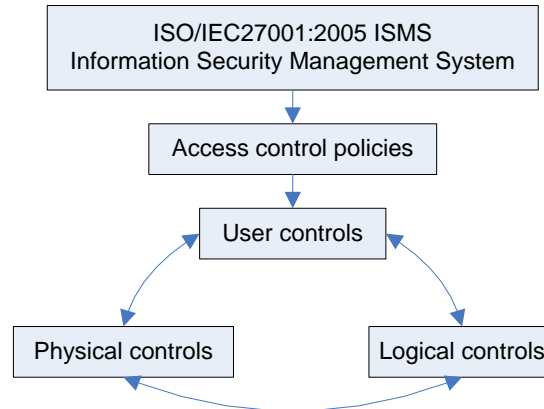 ISO/IEC27001:2005 ISMS
Information Security Management System
Access control policies
User controls
Physical controls
Logical controls